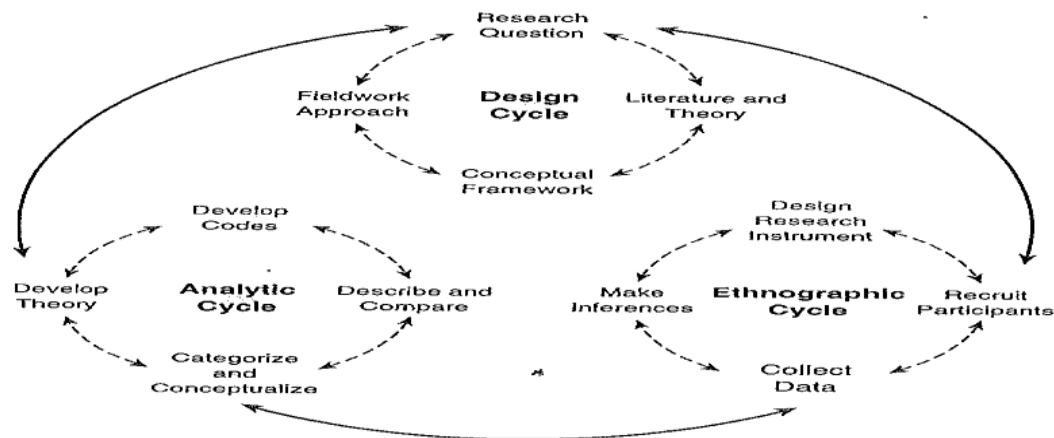 Research
Question
Fieldwork
Approach
Design
Cycle
Literature and
Theory
Conceptual
Framework
Develop
Codes
Develop
Theory
Analytic
Cycle
Describe and
Compare
Categorize
and
Conceptualize
Design
Research
Instrument
Make
Inferences
Ethnographic
Cycle
Recruit
Participants
Collect
Data